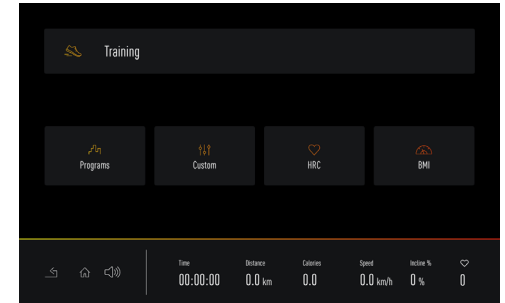 Training
Programs Custom HRC BMI
Time Distance Calories Speed Incline %
00:00:00 0.0 km 0.0 0.0 km/h 0 % 0